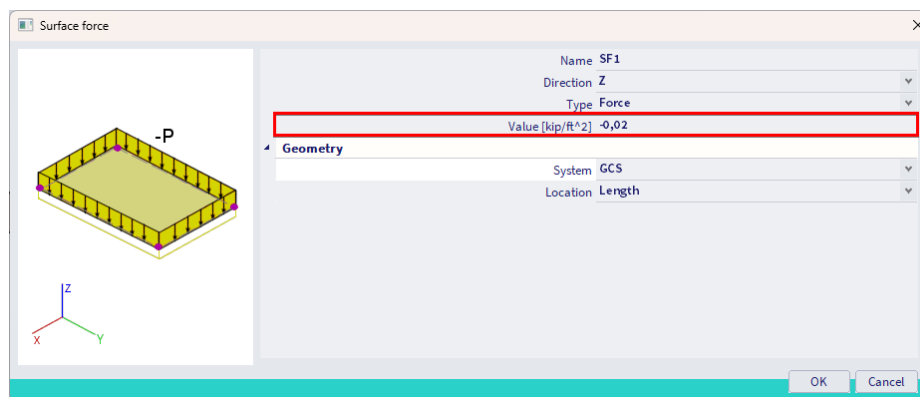 Surface force
Name SF1
Direction Z
Type Force
Value [kip/ft^2] -0,02
Geometry
System GCS
Location Length
-P
Z
X
Y
OK Cancel